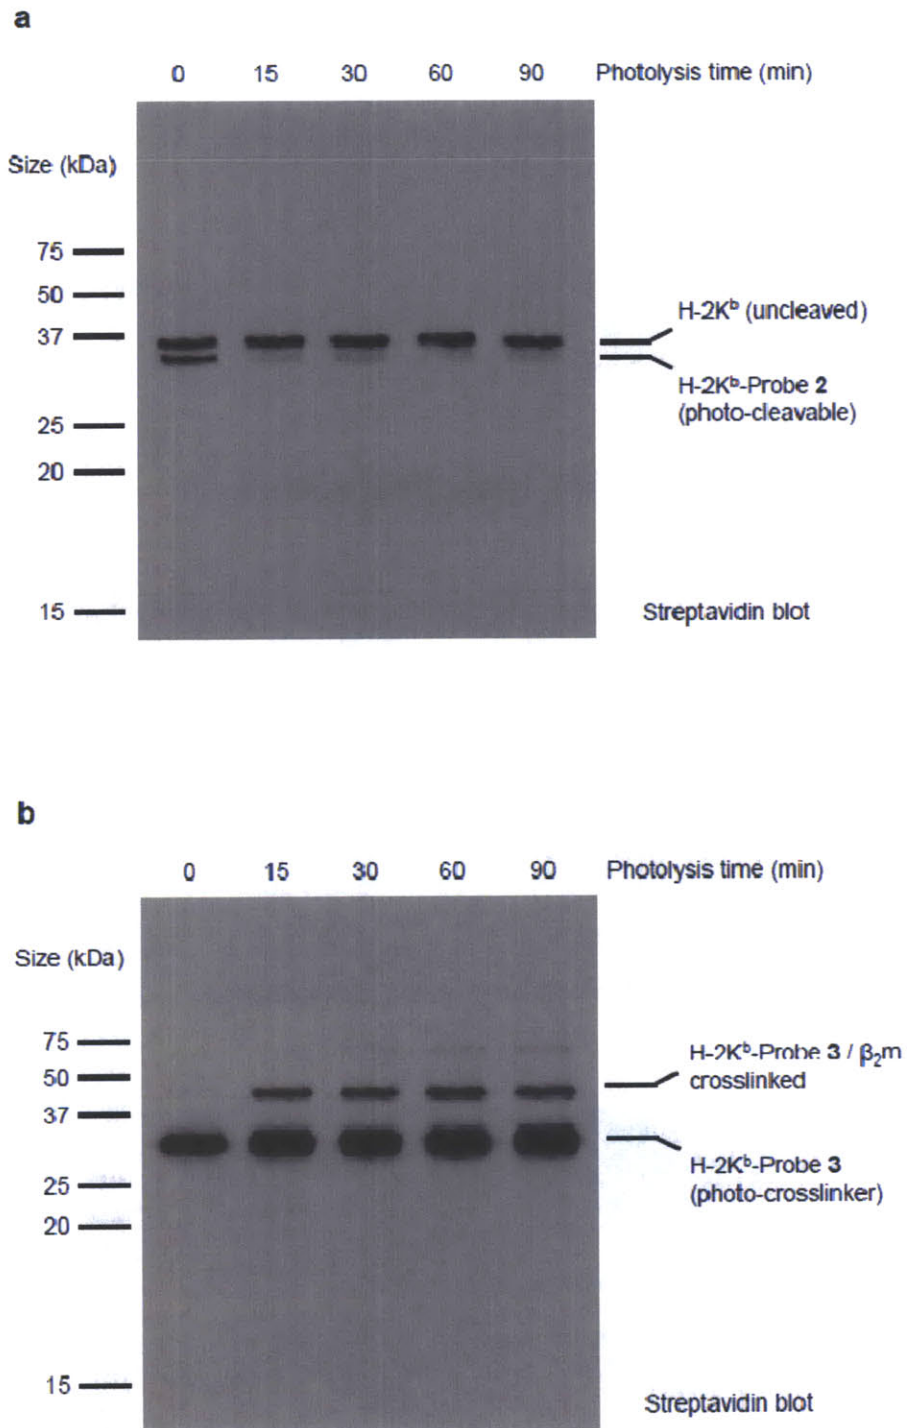 a
0 15 30 60 90 Photolysis time (min)
Size (kDa)
75
50
37
25
20
15
H-2Kᵇ (uncleaved)
H-2Kᵇ-Probe 2
(photo-cleavable)
Streptavidin blot
b
0 15 30 60 90 Photolysis time (min)
Size (kDa)
75
50
37
25
20
15
H-2Kᵇ-Probe 3 / β₂m
crosslinked
H-2Kᵇ-Probe 3
(photo-crosslinker)
Streptavidin blot